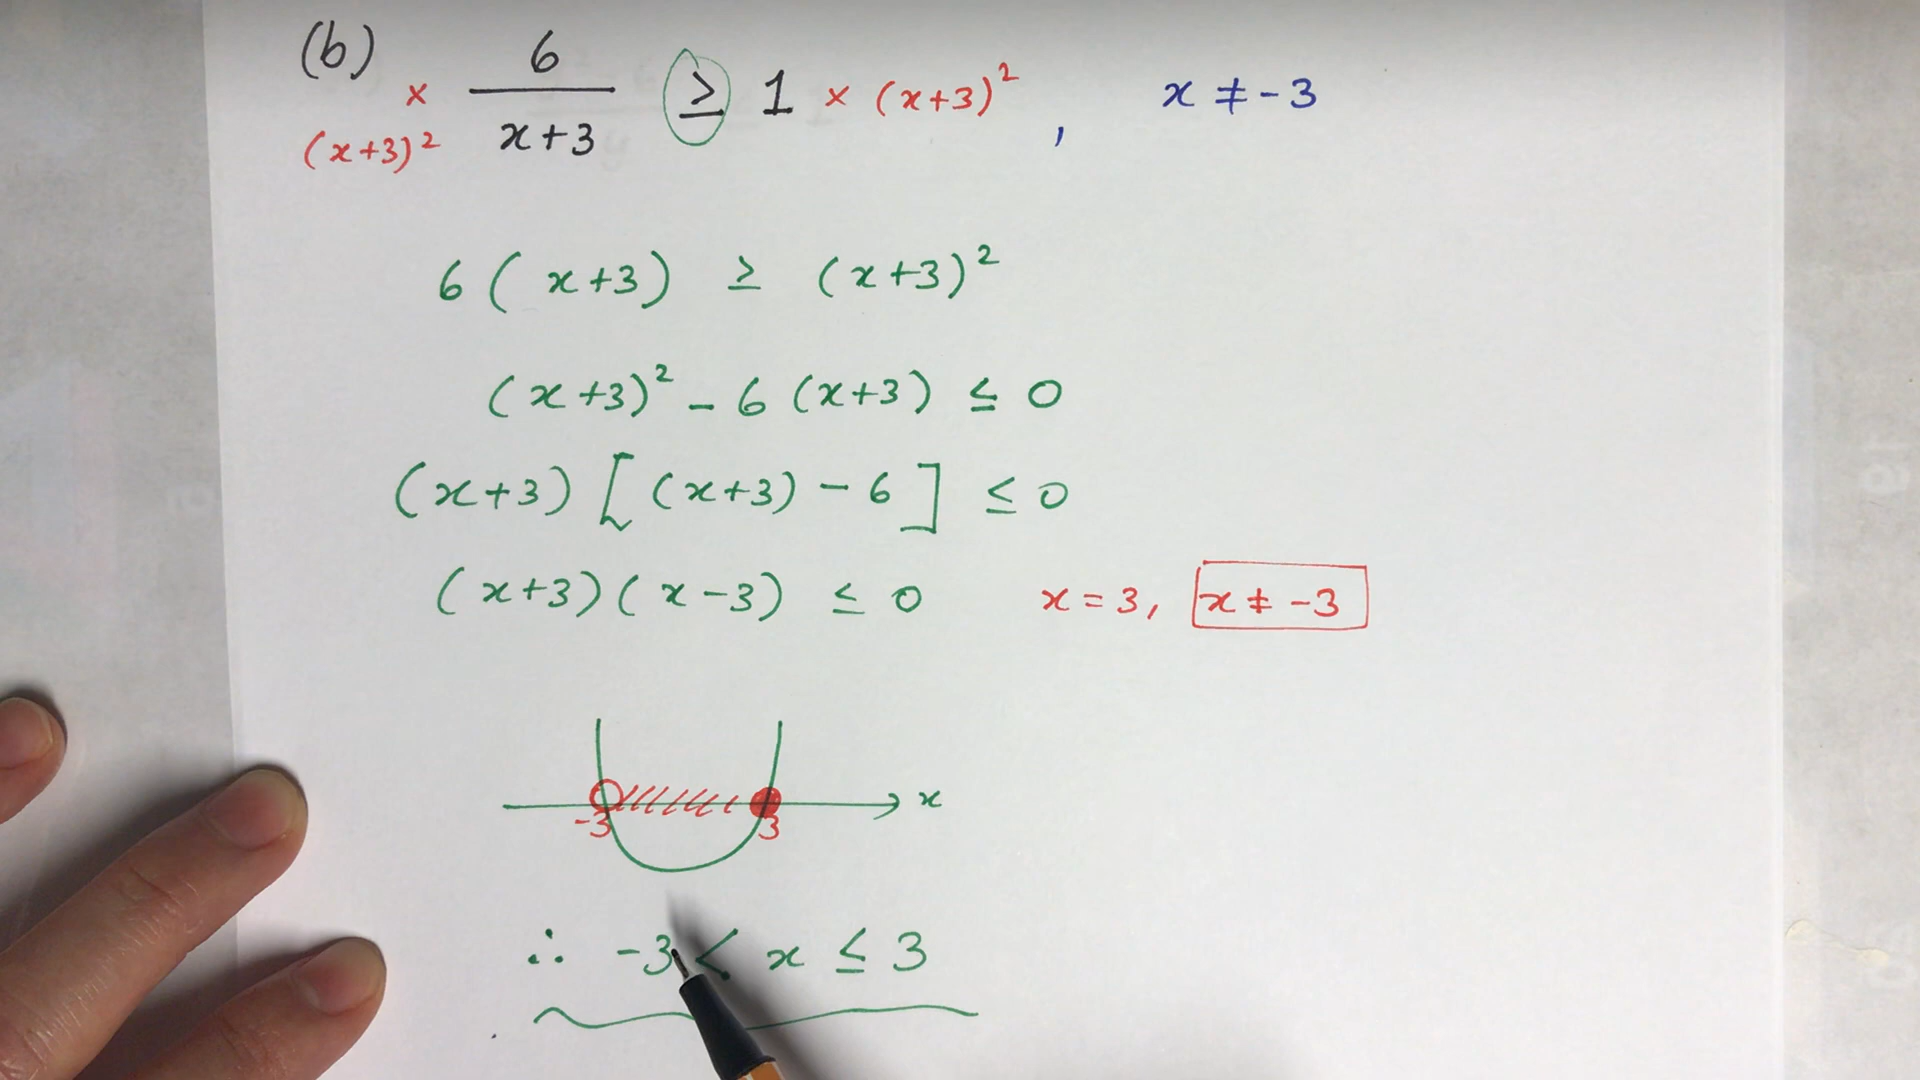 (b) × (x+3)² 6/(x+3) ≥ 1 × (x+3)² , x ≠ -3
6(x+3) ≥ (x+3)²
(x+3)² - 6(x+3) ≤ 0
(x+3)[(x+3) - 6] ≤ 0
(x+3)(x-3) ≤ 0 x = 3, x ≠ -3
-3 3 x
∴ -3 < x ≤ 3